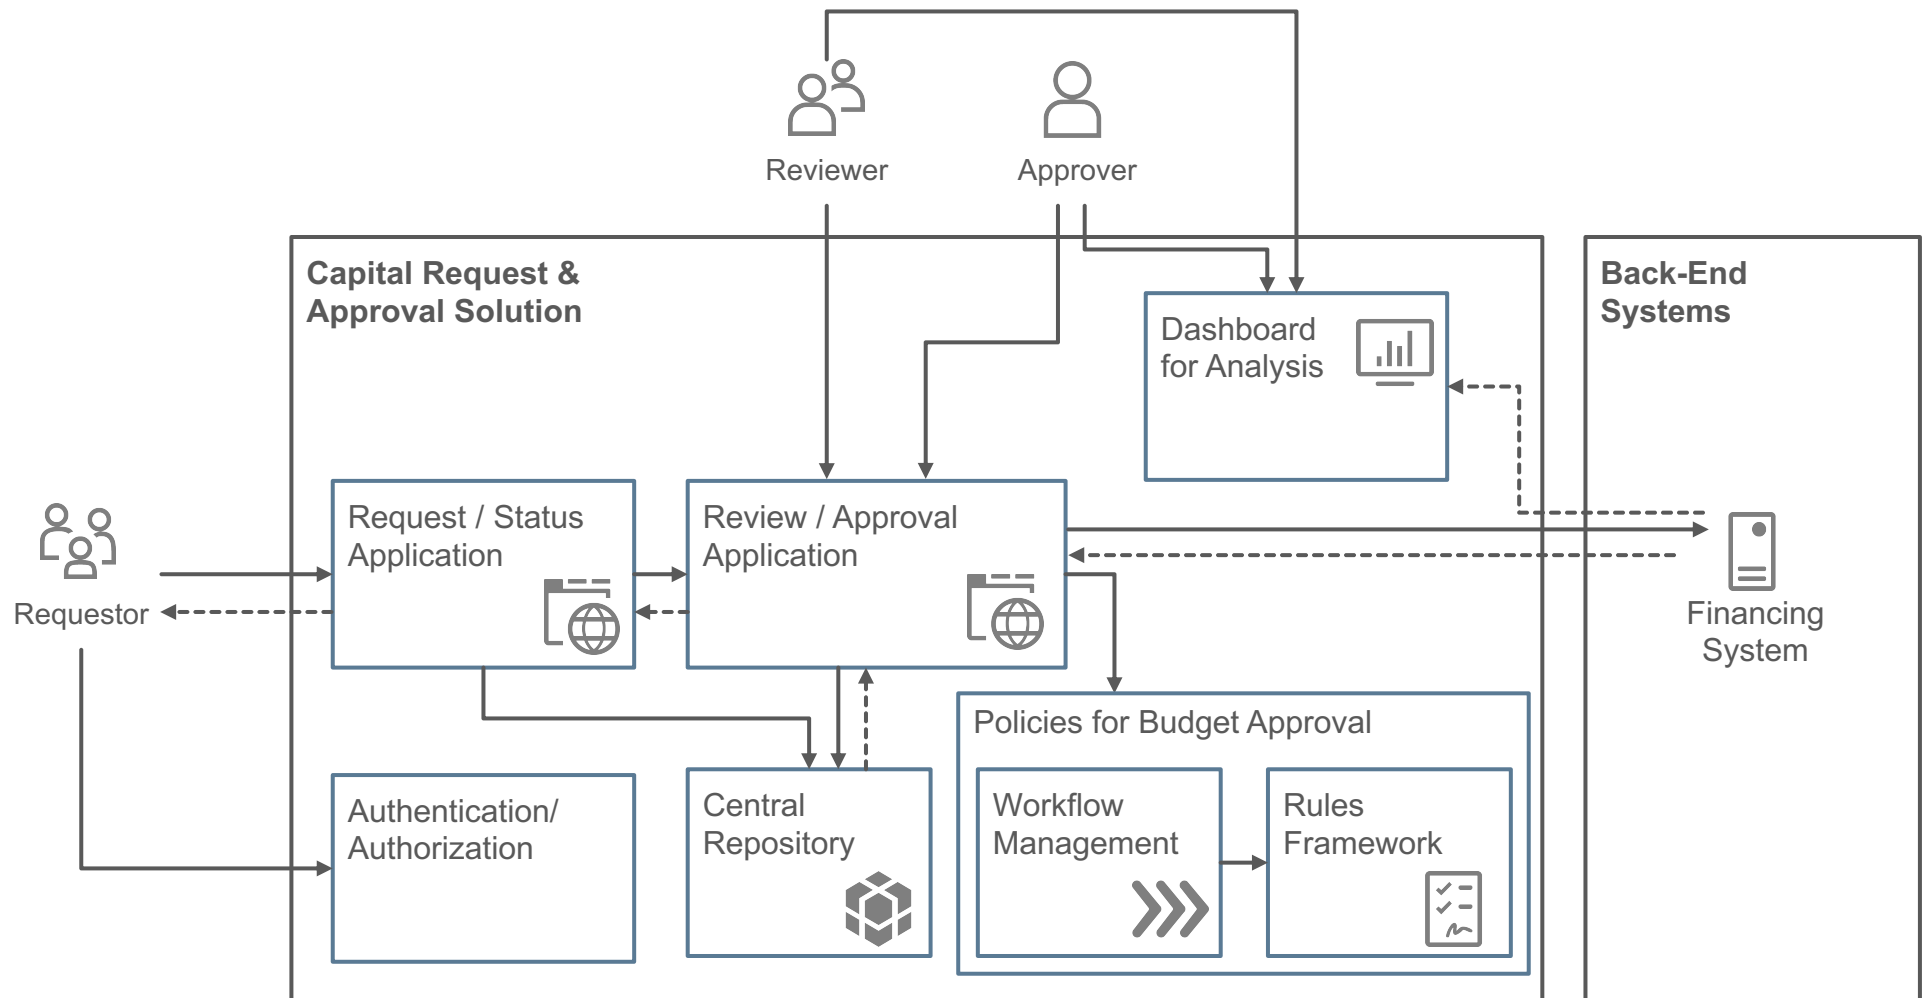 Reviewer
Approver
Capital Request &
Approval Solution
Back-End
Systems
Dashboard
for Analysis
Request / Status
Application
Review / Approval
Application
Requestor
Financing
System
Policies for Budget Approval
Authentication/
Authorization
Central
Repository
Workflow
Management
Rules
Framework